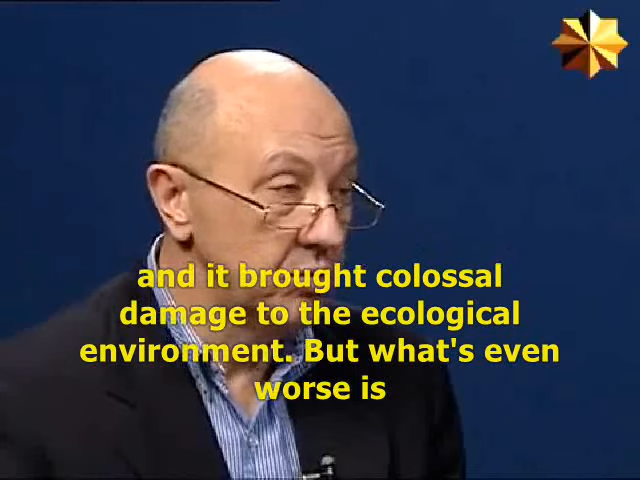 and it brought colossal
damage to the ecological
environment. But what's even
worse is